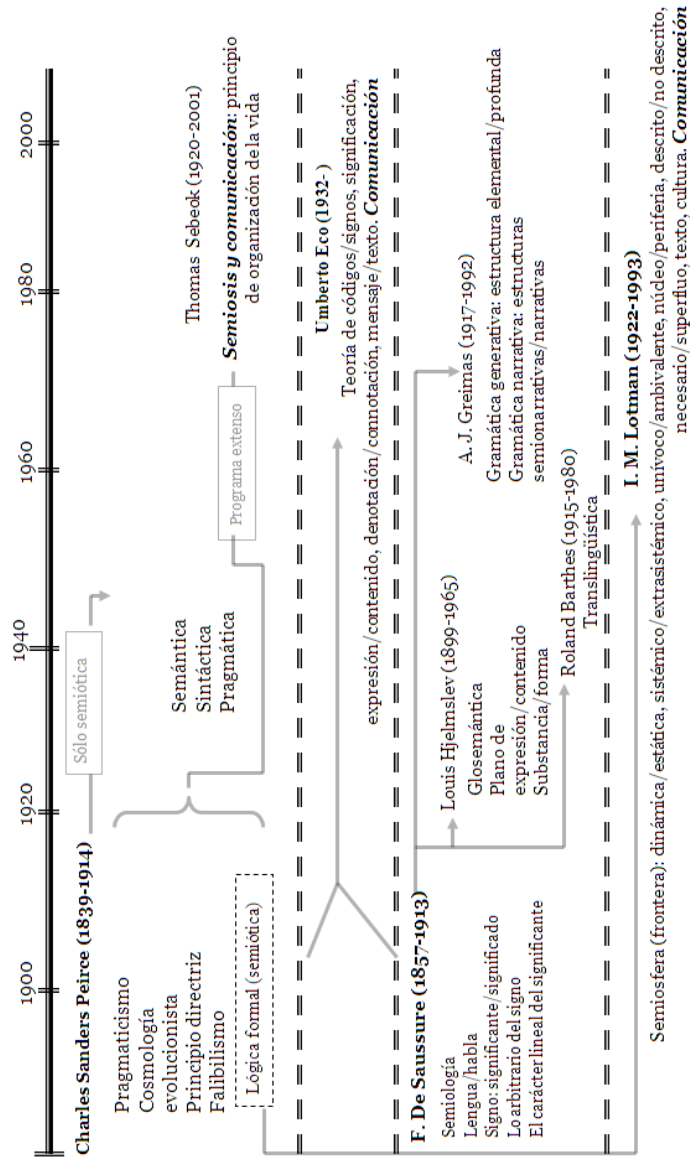 1900
1920
1940
1960
1980
2000
Charles Sanders Peirce (1839-1914)
Sólo semiótica
Pragmaticismo
Cosmología
evolucionista
Principio directriz
Falibilismo
Lógica formal (semiótica)
Semántica
Sintáctica
Pragmática
Programa extenso
Thomas Sebeok (1920-2001)
Semiosis y comunicación: principio
de organización de la vida
Umberto Eco (1932- )
Teoría de códigos/signos, significación,
expresión/contenido, denotación/connotación, mensaje/texto. Comunicación
F. De Saussure (1857-1913)
Semiología
Lengua/habla
Signo: significante/significado
Lo arbitrario del signo
El carácter lineal del significante
Louis Hjelmslev (1899-1965)
Glosemántica
Plano de
expresión/contenido
Substancia/forma
Roland Barthes (1915-1980)
Translingüística
A. J. Greimas (1917-1992)
Gramática generativa: estructura elemental/profunda
Gramática narrativa: estructuras
semionarrativas/narrativas
I. M. Lotman (1922-1993)
Semiosfera (frontera): dinámica/estática, sistémico/extrasistémico, unívoco/ambivalente, núcleo/periferia, descrito/no descrito,
necesario/superfluo, texto, cultura. Comunicación